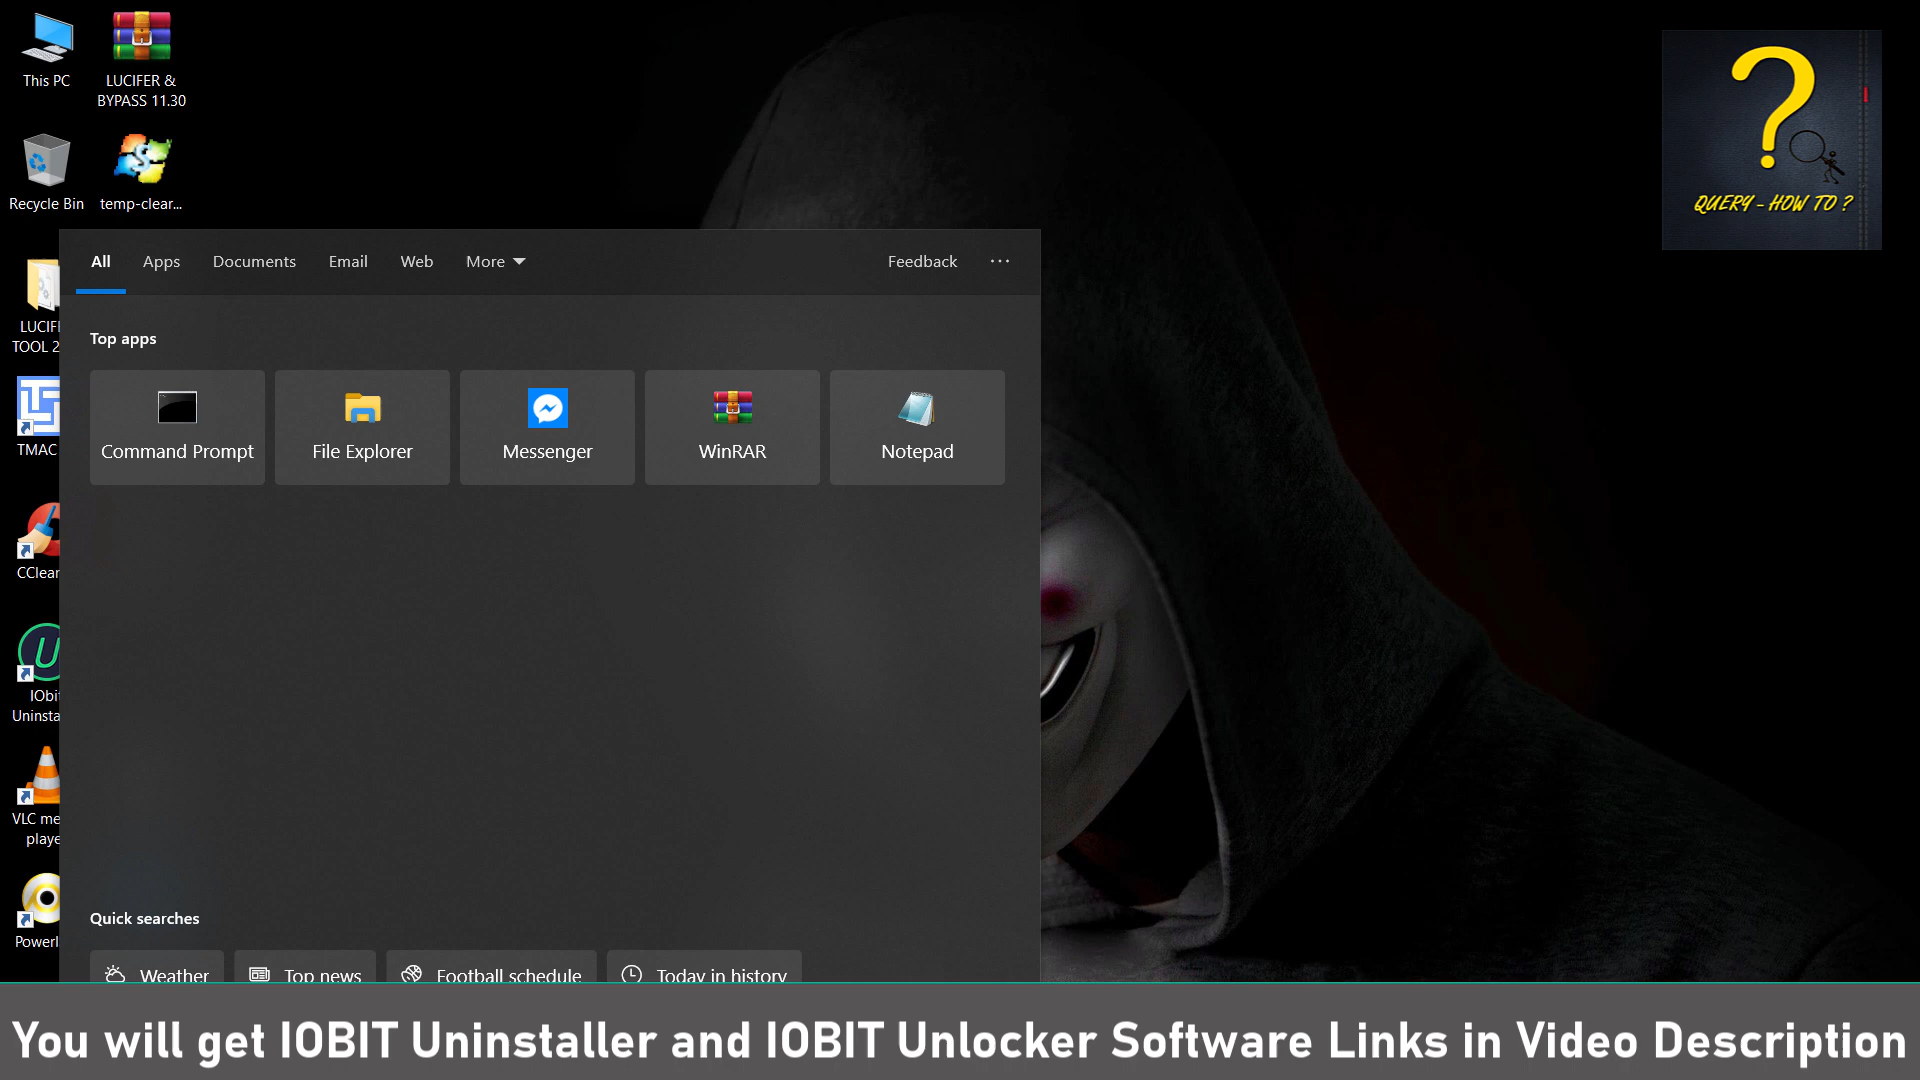 This PC
LUCIFER &
BYPASS 11.30
Recycle Bin
temp-clear...
QUERY - HOW TO ?
All
Apps
Documents
Email
Web
More
Feedback
Top apps
Command Prompt
File Explorer
Messenger
WinRAR
Notepad
LUCIF
TOOL 2
TMAC
CClear
IObit
Uninsta
VLC me
playe
Quick searches
Weather
Top news
Football schedule
Today in history
You will get IOBIT Uninstaller and IOBIT Unlocker Software Links in Video Description